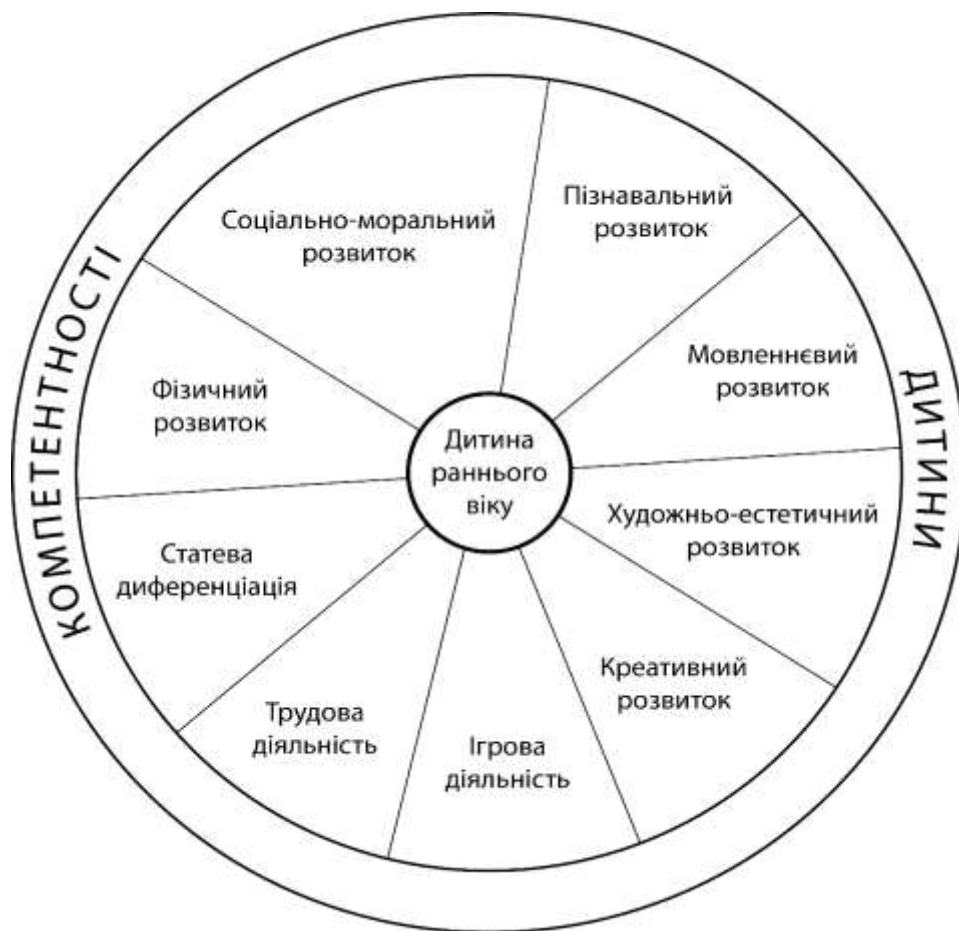 КОМПЕТЕНТНОСТІ
ДИТИНИ
Соціально-моральний
розвиток
Пізнавальний
розвиток
Мовленнєвий
розвиток
Художньо-естетичний
розвиток
Креативний
розвиток
Ігрова
діяльність
Трудова
діяльність
Статева
диференціація
Фізичний
розвиток
Дитина
раннього
віку